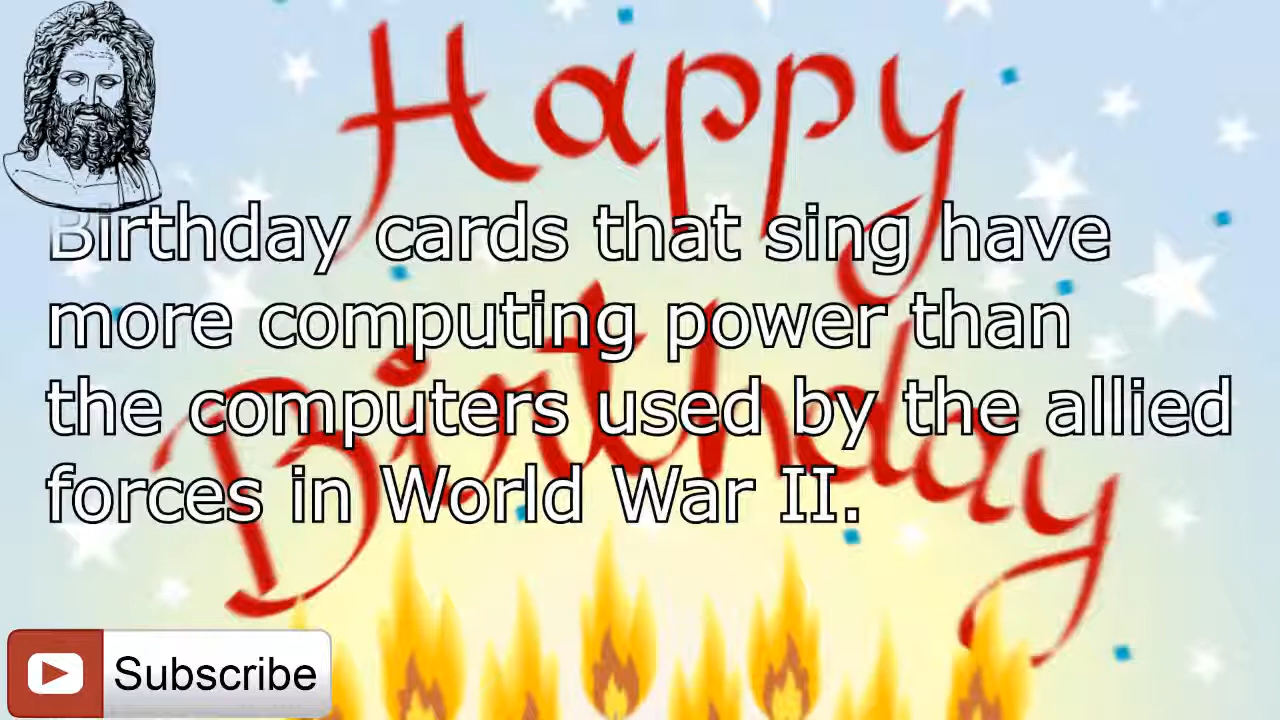 Happy
Birthday
Birthday cards that sing have
more computing power than
the computers used by the allied
forces in World War II.
Subscribe